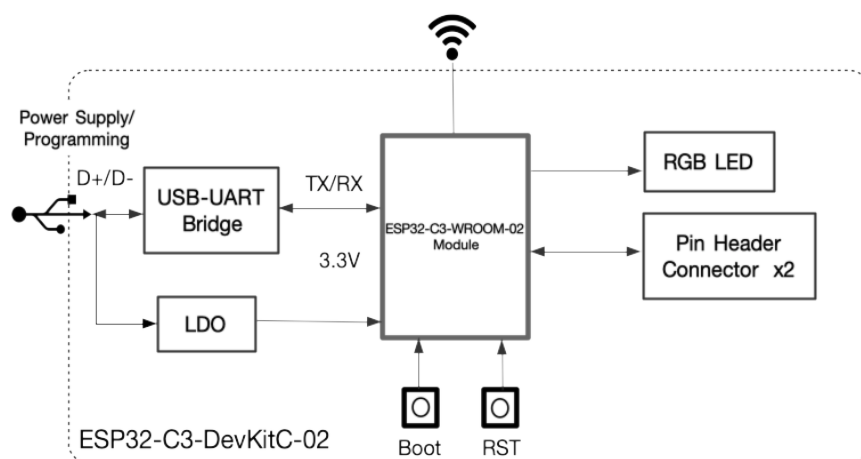 Power Supply/
Programming
D+/D-
USB-UART
Bridge
TX/RX
3.3V
LDO
ESP32-C3-WROOM-02
Module
RGB LED
Pin Header
Connector x2
Boot
RST
ESP32-C3-DevKitC-02